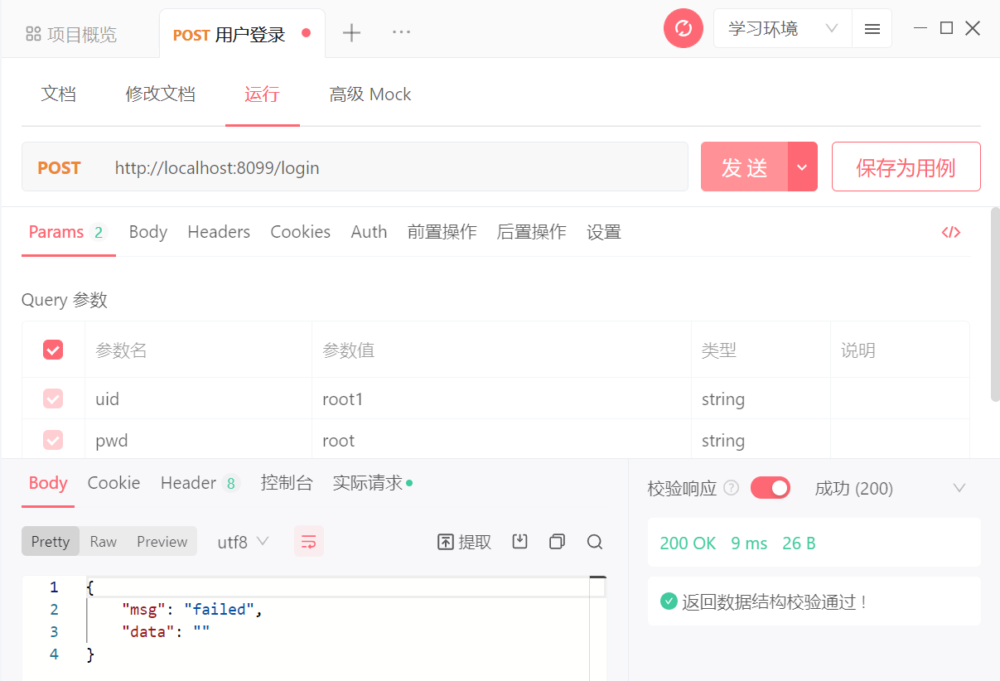 项目概览 POST 用户登录 学习环境
文档 修改文档 运行 高级 Mock
POST http://localhost:8099/login 发 送 保存为用例
Params 2 Body Headers Cookies Auth 前置操作 后置操作 设置 </>
Query 参数
参数名 参数值 类型 说明
uid root1 string
pwd root string
Body Cookie Header 8 控制台 实际请求
Pretty Raw Preview utf8 提取
1 {
2 "msg": "failed",
3 "data": ""
4 }
校验响应 ? 成功 (200)
200 OK 9 ms 26 B
返回数据结构校验通过！